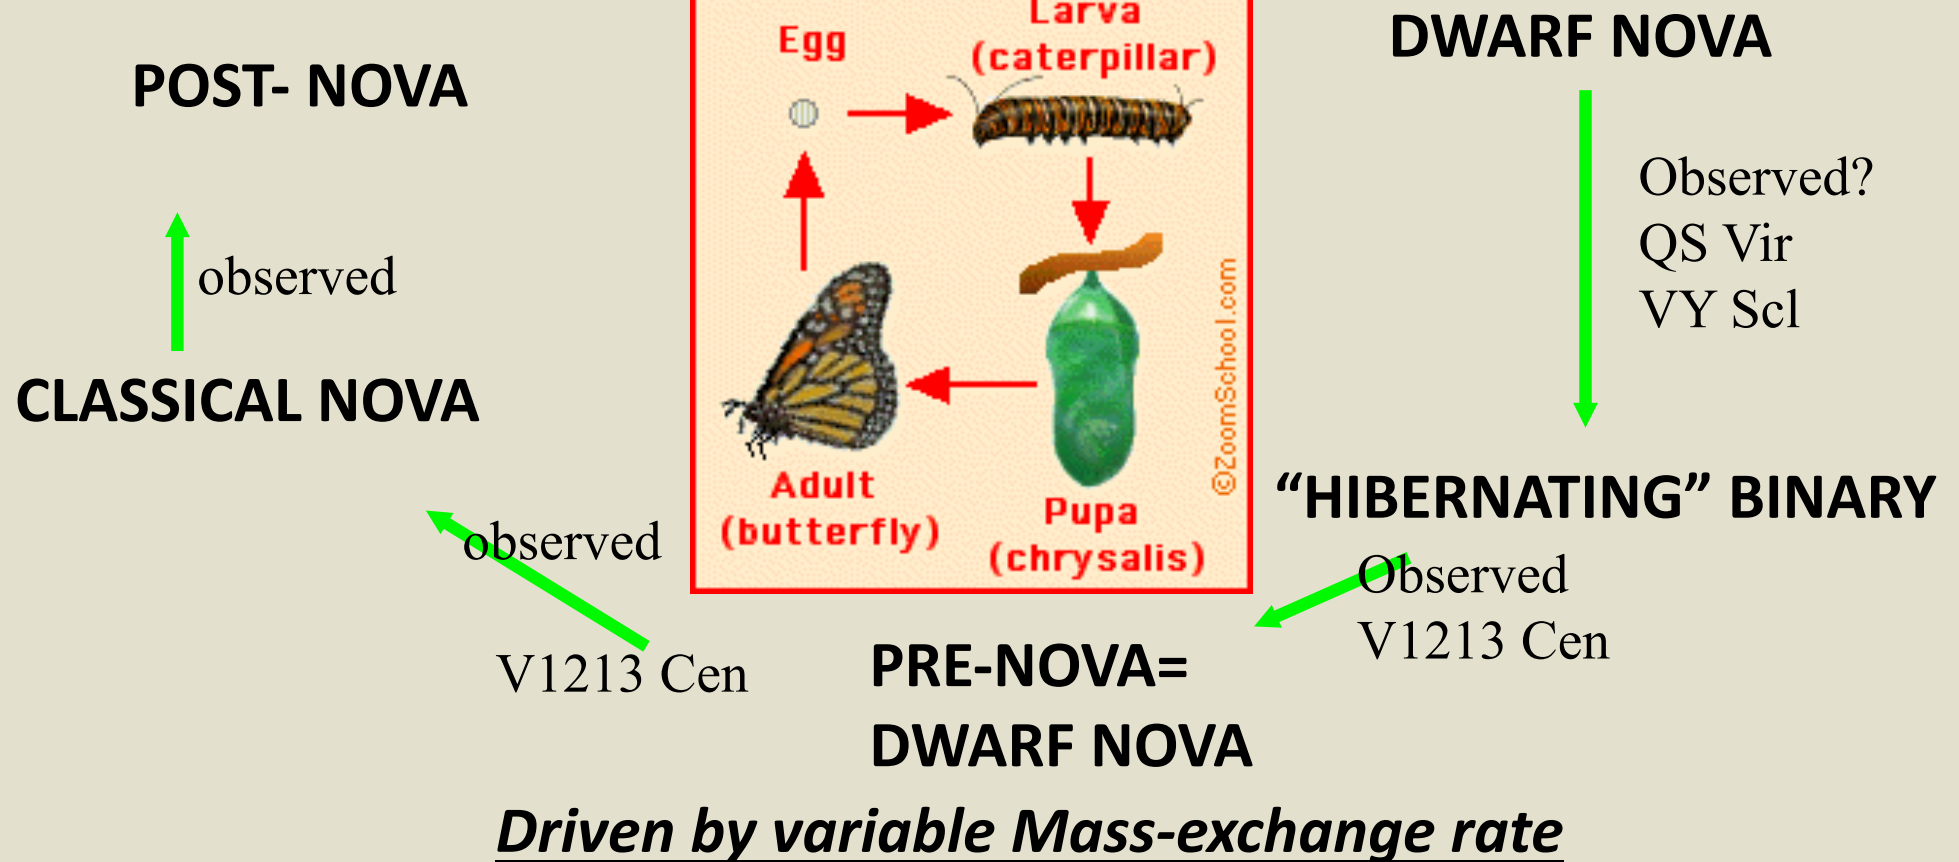 POST- NOVA
observed
CLASSICAL NOVA
observed
V1213 Cen
Egg
Larva
(caterpillar)
Adult
(butterfly)
Pupa
(chrysalis)
©ZoomSchool.com
DWARF NOVA
Observed?
QS Vir
VY Scl
“HIBERNATING” BINARY
Observed
V1213 Cen
PRE-NOVA=
DWARF NOVA
Driven by variable Mass-exchange rate